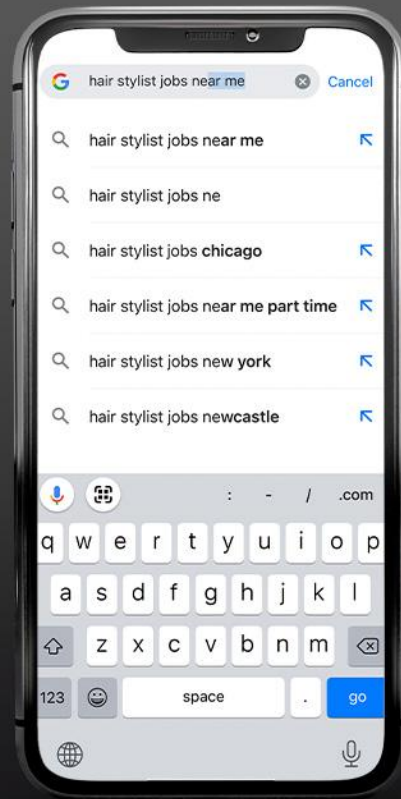 hair stylist jobs near me
Cancel
hair stylist jobs near me
hair stylist jobs ne
hair stylist jobs chicago
hair stylist jobs near me part time
hair stylist jobs new york
hair stylist jobs newcastle
: - / .com
q w e r t y u i o p
a s d f g h j k l
z x c v b n m
123 space . go